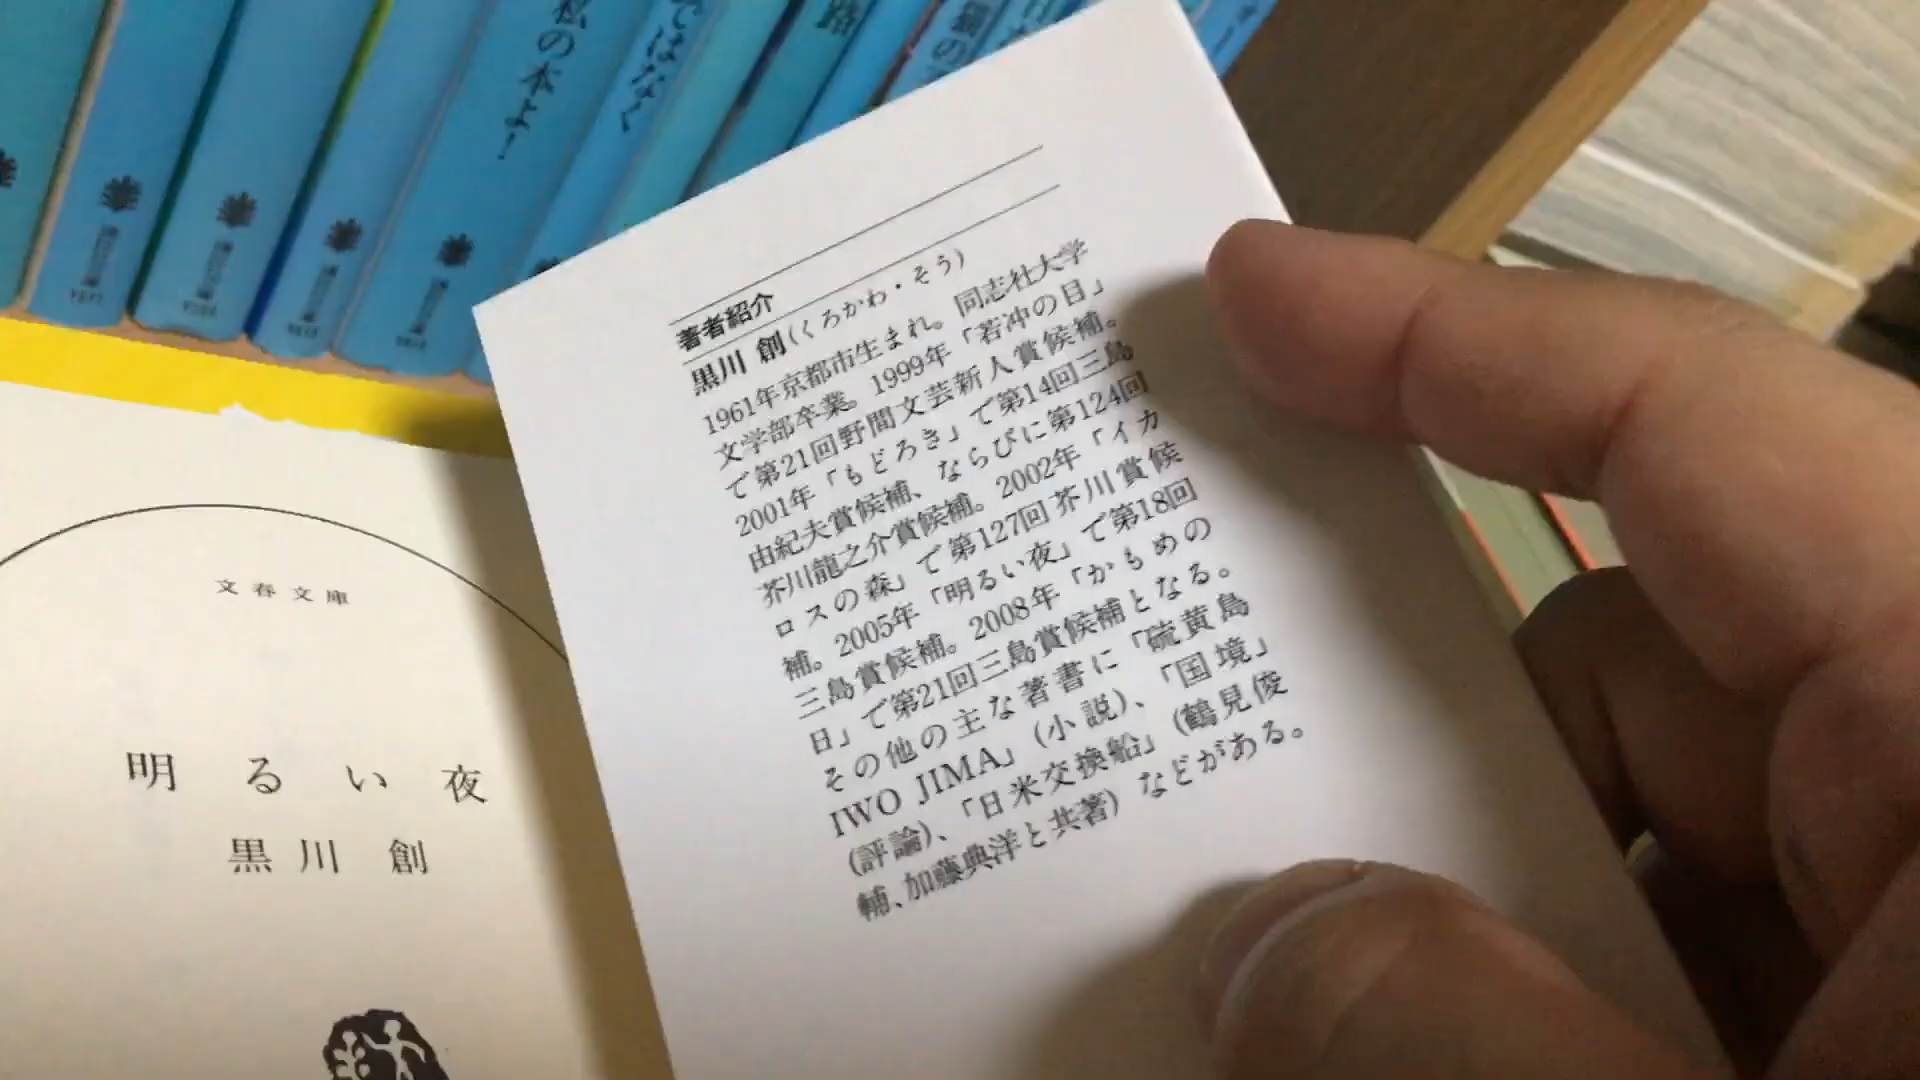 私の本よ！
ではなく
路
猫の
著者紹介
黒川 創(くろかわ・そう)
1961年京都市生まれ。同志社大学
文学部卒業。1999年「若冲の目」
で第21回野間文芸新人賞候補。
2001年「もどろき」で第14回三島
由紀夫賞候補、ならびに第124回
芥川龍之介賞候補。2002年「イカ
ロスの森」で第127回芥川賞候
補。2005年「明るい夜」で第18回
三島賞候補。2008年「かもめの
日」で第21回三島賞候補となる。
その他の主な著書に「硫黄島
IWO JIMA」(小説)、「国境」
(評論)、「日米交換船」(鶴見俊
輔、加藤典洋と共著)などがある。
文春文庫
明るい夜
黒川 創